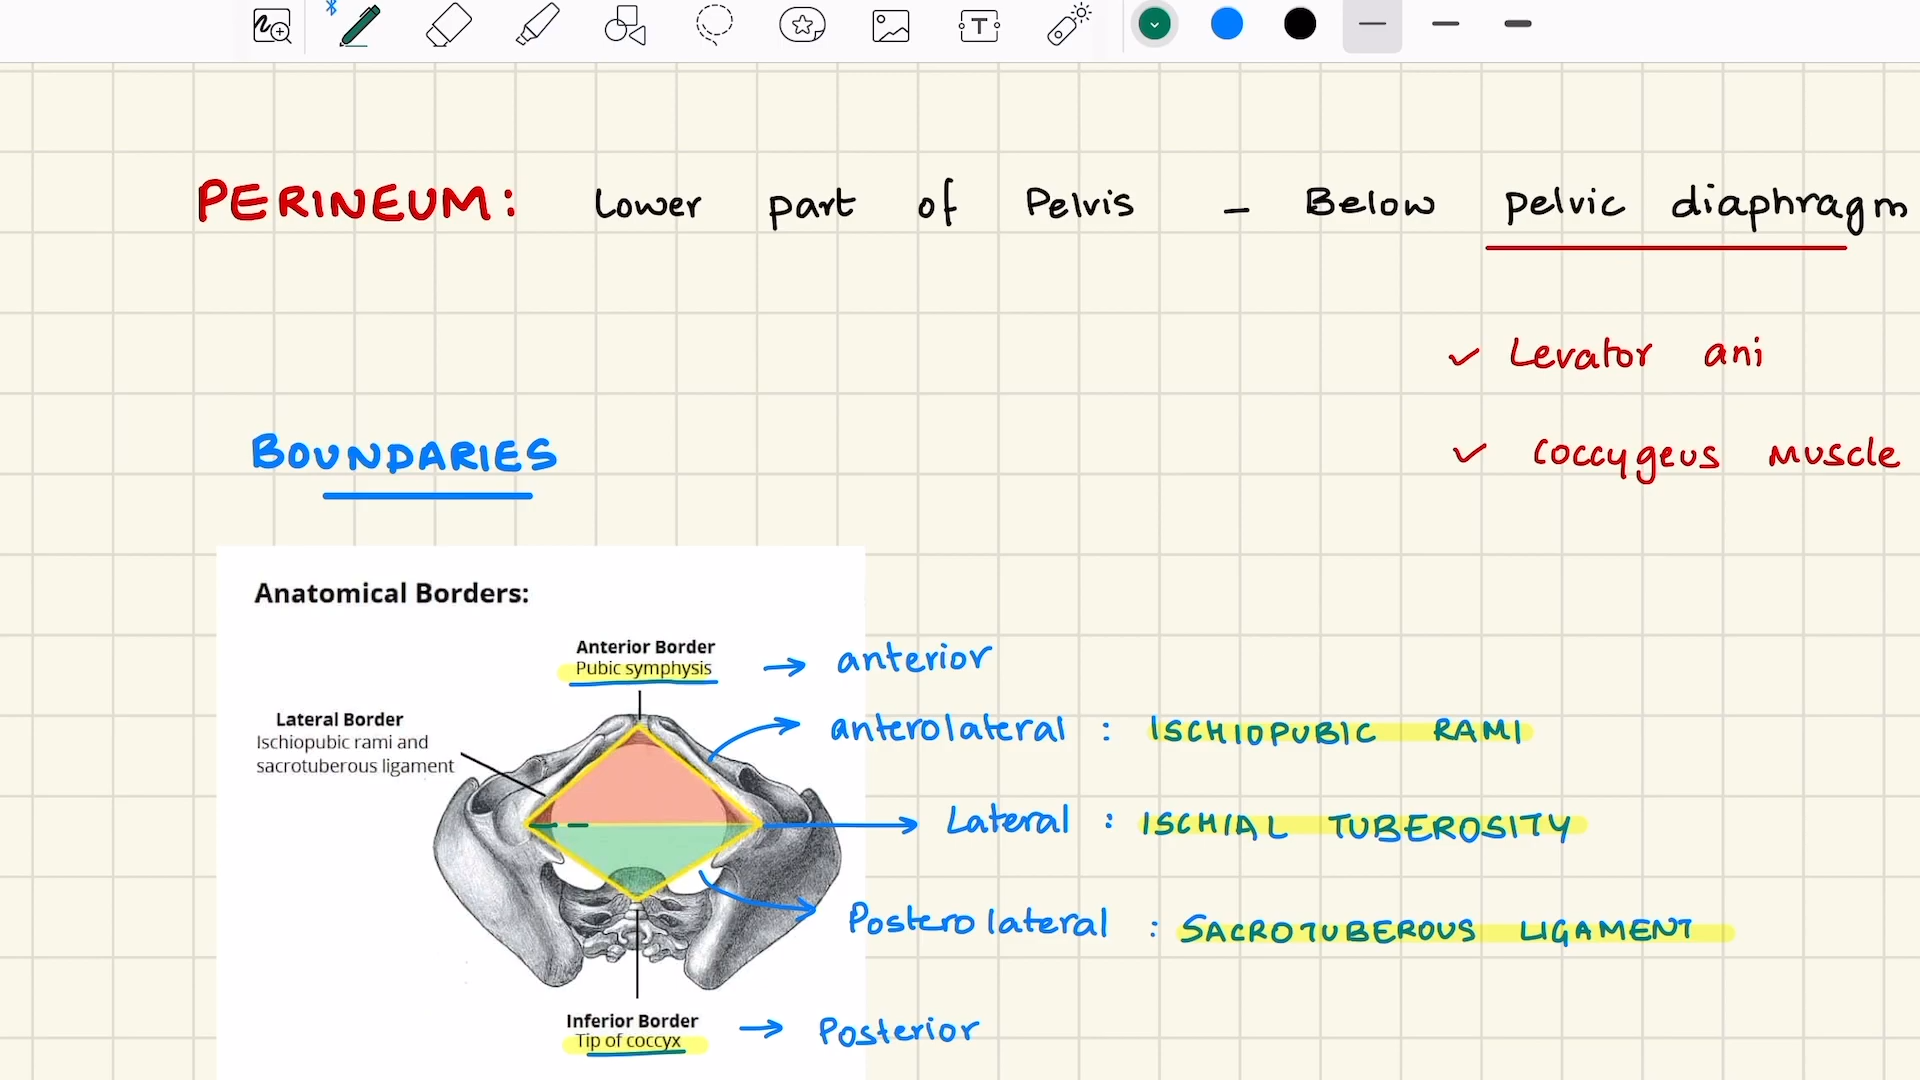 PERINEUM: Lower part of Pelvis – Below pelvic diaphragm
✓ Levator ani
✓ Coccygeus muscle
BOUNDARIES
Anatomical Borders:
Anterior Border
Pubic symphysis → anterior
Lateral Border
Ischiopubic rami and
sacrotuberous ligament
anterolateral : ISCHIOPUBIC RAMI
Lateral : ISCHIAL TUBEROSITY
Posterolateral : SACROTUBEROUS LIGAMENT
Inferior Border
Tip of coccyx → Posterior
T